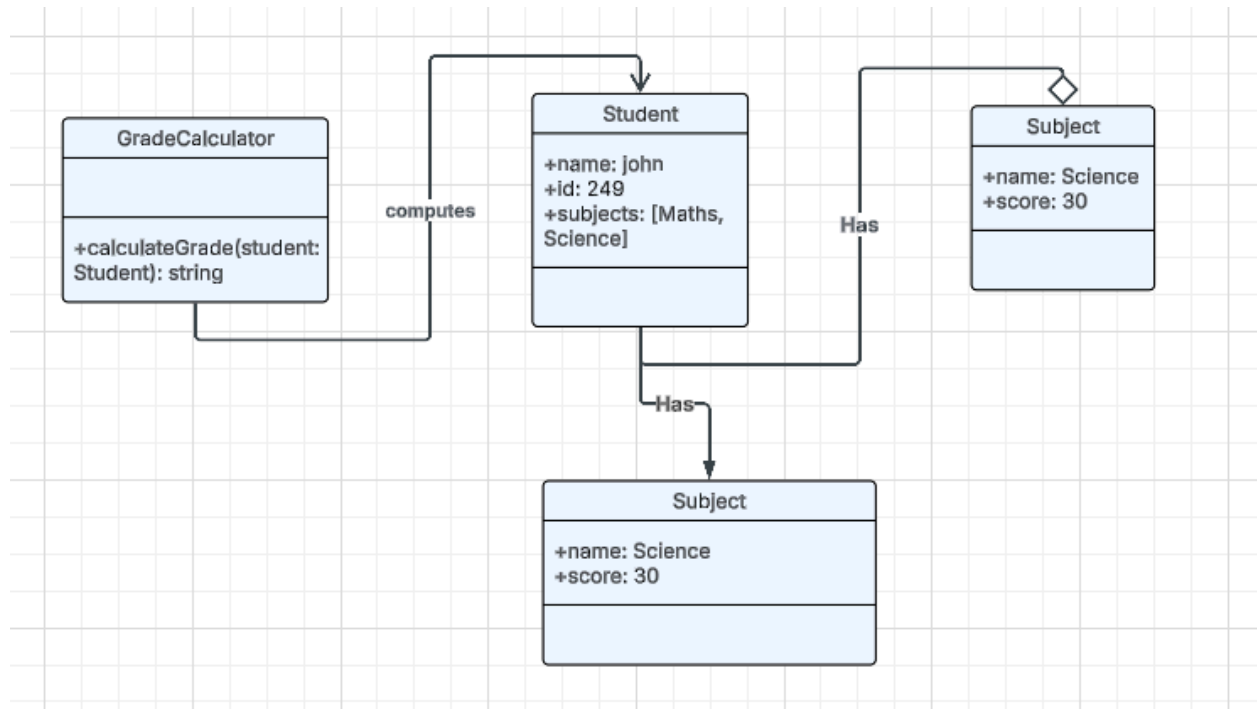 GradeCalculator
+calculateGrade(student:
Student): string
computes
Student
+name: john
+id: 249
+subjects: [Maths,
Science]
Has
Subject
+name: Science
+score: 30
Has
Subject
+name: Science
+score: 30